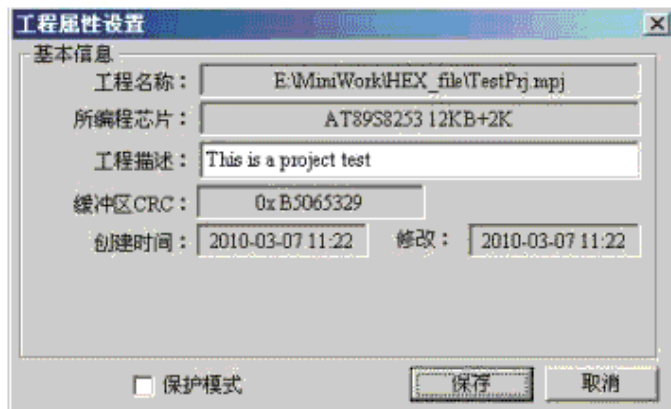 工程属性设置
基本信息
工程名称： E:\MiniWork\HEX_file\TestPrj.mpj
所编程芯片： AT89S8253 12KB+2K
工程描述： This is a project test
缓冲区CRC： 0x B5065329
创建时间： 2010-03-07 11:22 修改： 2010-03-07 11:22
保护模式 保存 取消